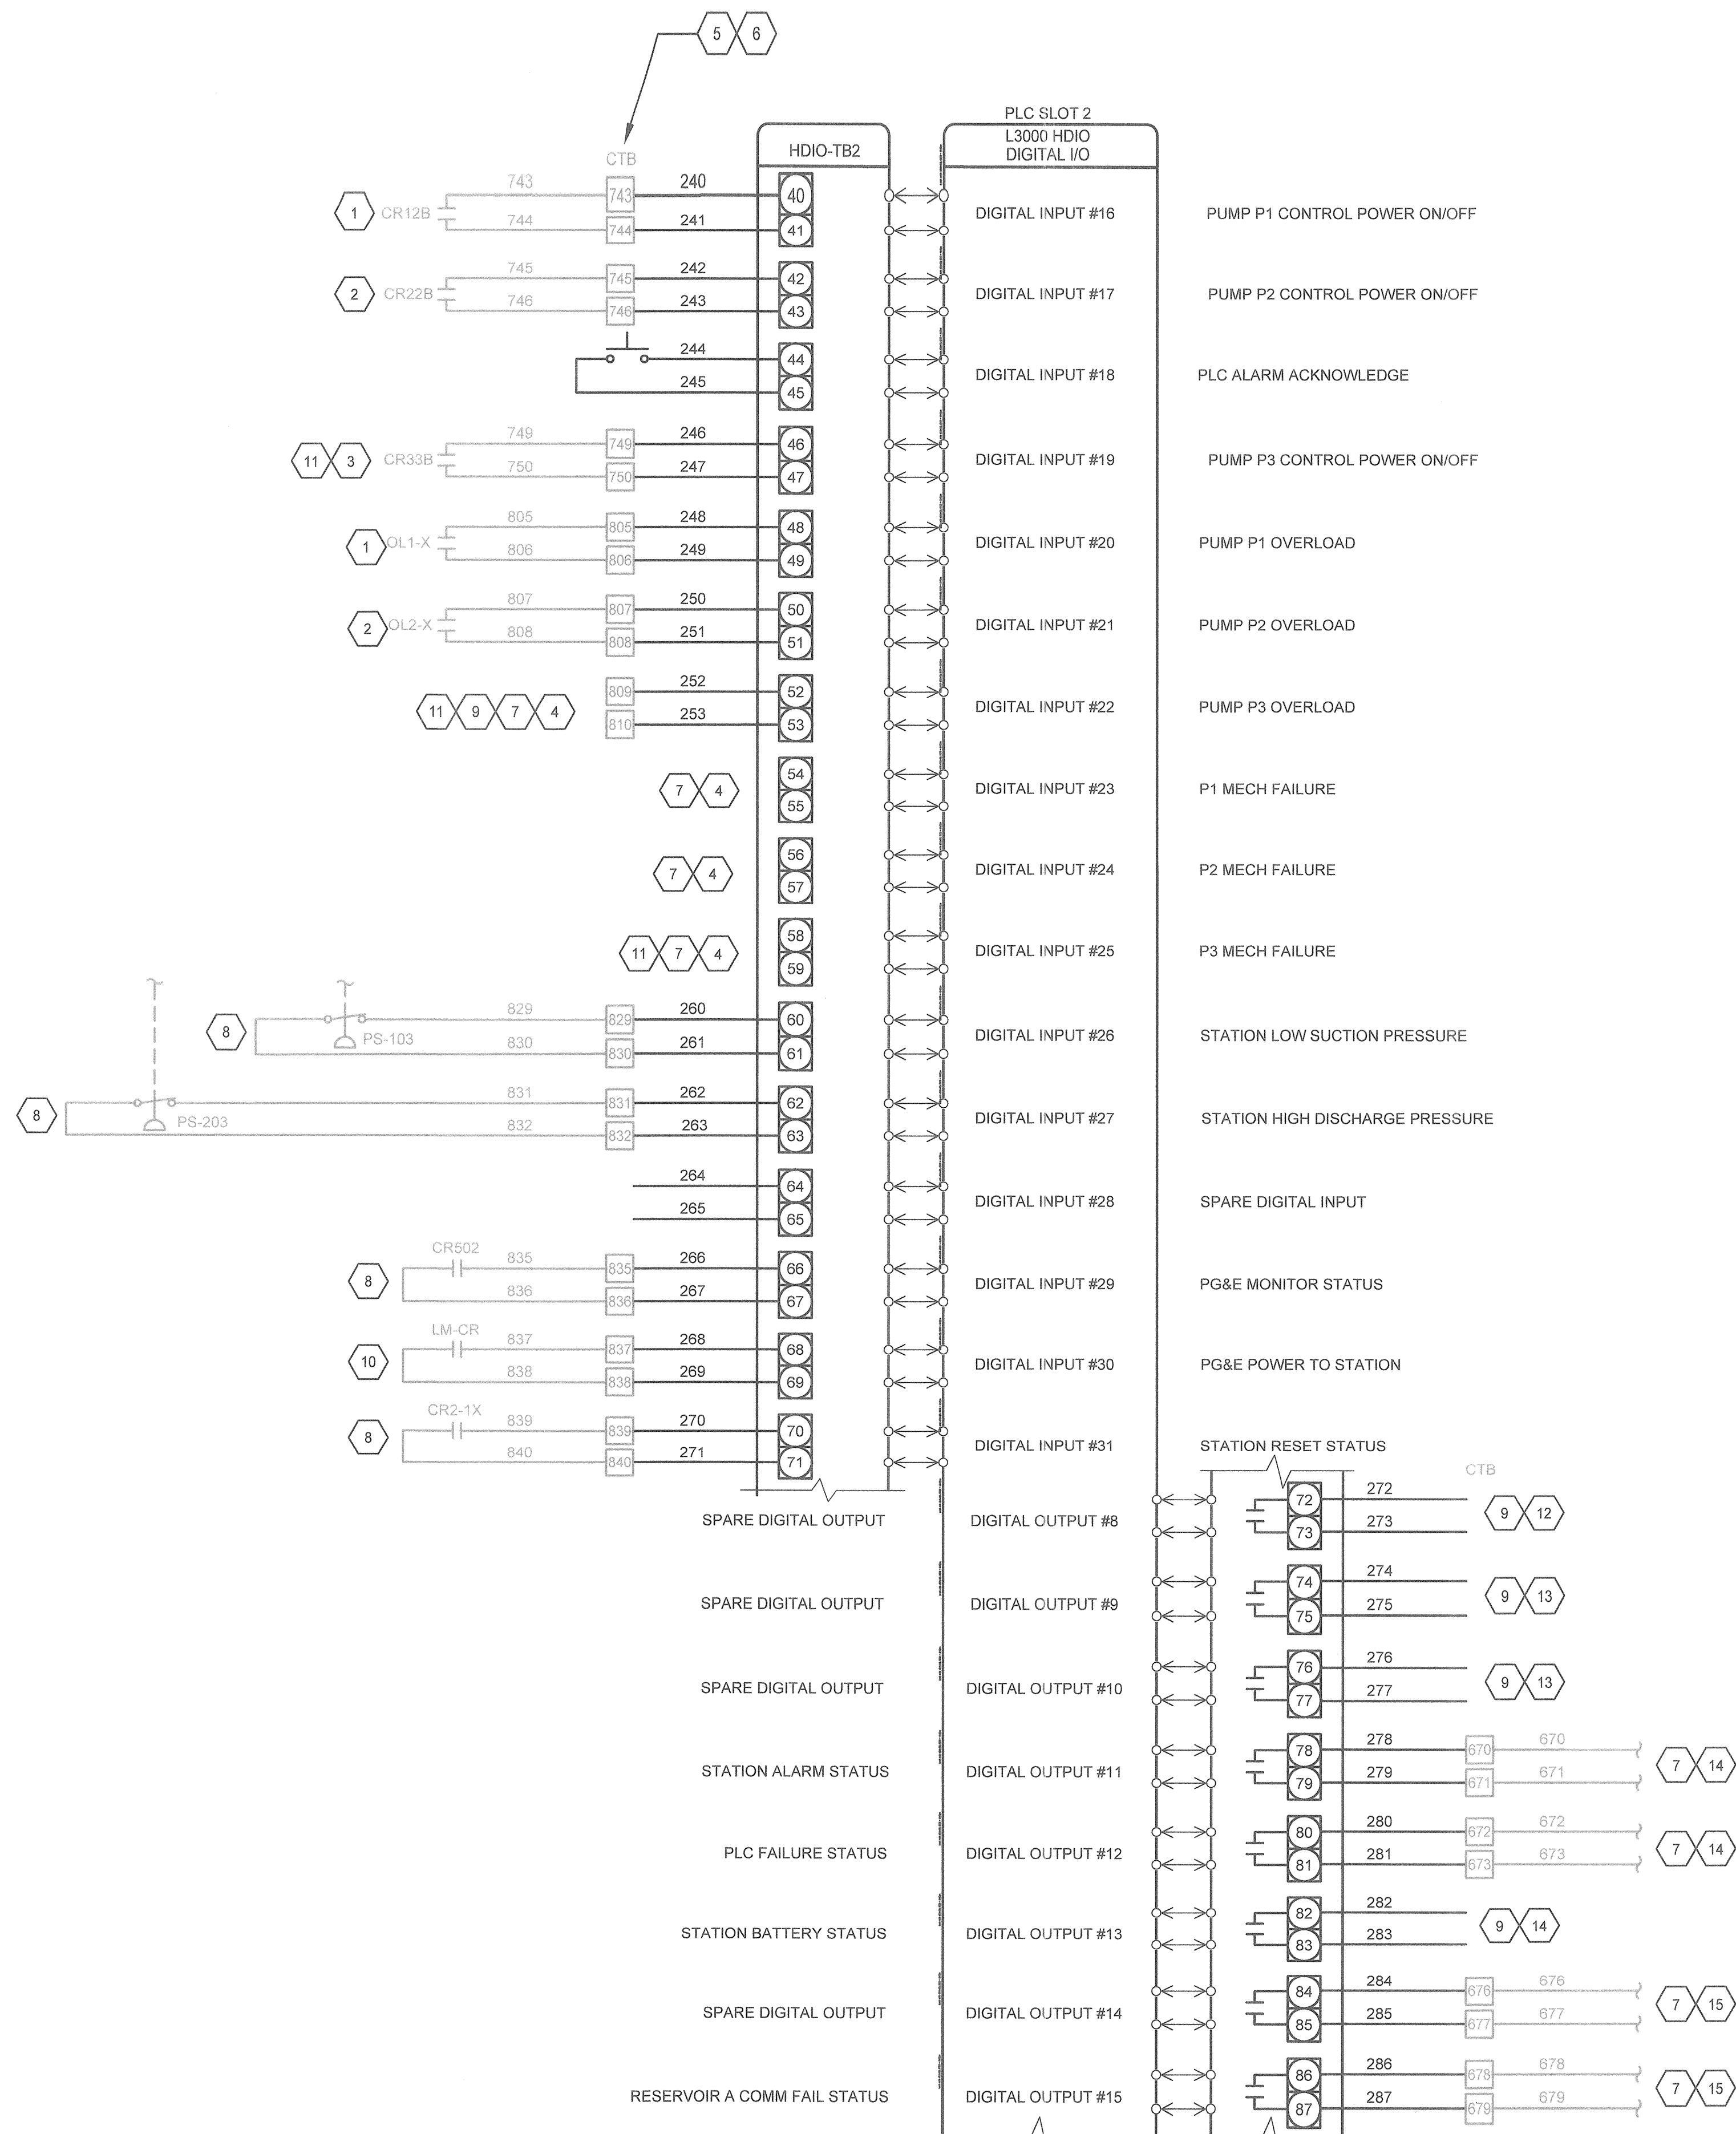 5 6
PLC SLOT 2
HDIO-TB2
L3000 HDIO
DIGITAL I/O
CTB
743 743 240 40
1 CR12B DIGITAL INPUT #16 PUMP P1 CONTROL POWER ON/OFF
744 744 241 41
745 745 242 42
2 CR22B DIGITAL INPUT #17 PUMP P2 CONTROL POWER ON/OFF
746 746 243 43
244 44
DIGITAL INPUT #18 PLC ALARM ACKNOWLEDGE
245 45
749 749 246 46
11 3 CR33B DIGITAL INPUT #19 PUMP P3 CONTROL POWER ON/OFF
750 750 247 47
805 805 248 48
1 OL1-X DIGITAL INPUT #20 PUMP P1 OVERLOAD
806 806 249 49
807 807 250 50
2 OL2-X DIGITAL INPUT #21 PUMP P2 OVERLOAD
808 808 251 51
809 252 52
11 9 7 4 DIGITAL INPUT #22 PUMP P3 OVERLOAD
810 253 53
54
7 4 DIGITAL INPUT #23 P1 MECH FAILURE
55
56
7 4 DIGITAL INPUT #24 P2 MECH FAILURE
57
58
11 7 4 DIGITAL INPUT #25 P3 MECH FAILURE
59
829 829 260 60
8 PS-103 DIGITAL INPUT #26 STATION LOW SUCTION PRESSURE
830 830 261 61
831 831 262 62
8 PS-203 DIGITAL INPUT #27 STATION HIGH DISCHARGE PRESSURE
832 832 263 63
264 64
DIGITAL INPUT #28 SPARE DIGITAL INPUT
265 65
CR502 835 835 266 66
8 DIGITAL INPUT #29 PG&E MONITOR STATUS
836 836 267 67
LM-CR 837 837 268 68
10 DIGITAL INPUT #30 PG&E POWER TO STATION
838 838 269 69
CR2-1X 839 839 270 70
8 DIGITAL INPUT #31 STATION RESET STATUS
840 840 271 71
CTB
72 272
SPARE DIGITAL OUTPUT DIGITAL OUTPUT #8 9 12
73 273
74 274
SPARE DIGITAL OUTPUT DIGITAL OUTPUT #9 9 13
75 275
76 276
SPARE DIGITAL OUTPUT DIGITAL OUTPUT #10 9 13
77 277
78 278 670 670
STATION ALARM STATUS DIGITAL OUTPUT #11 7 14
79 279 671 671
80 280 672 672
PLC FAILURE STATUS DIGITAL OUTPUT #12 7 14
81 281 673 673
82 282
STATION BATTERY STATUS DIGITAL OUTPUT #13 9 14
83 283
84 284 676 676
SPARE DIGITAL OUTPUT DIGITAL OUTPUT #14 7 15
85 285 677 677
86 286 678 678
RESERVOIR A COMM FAIL STATUS DIGITAL OUTPUT #15 7 15
87 287 679 679